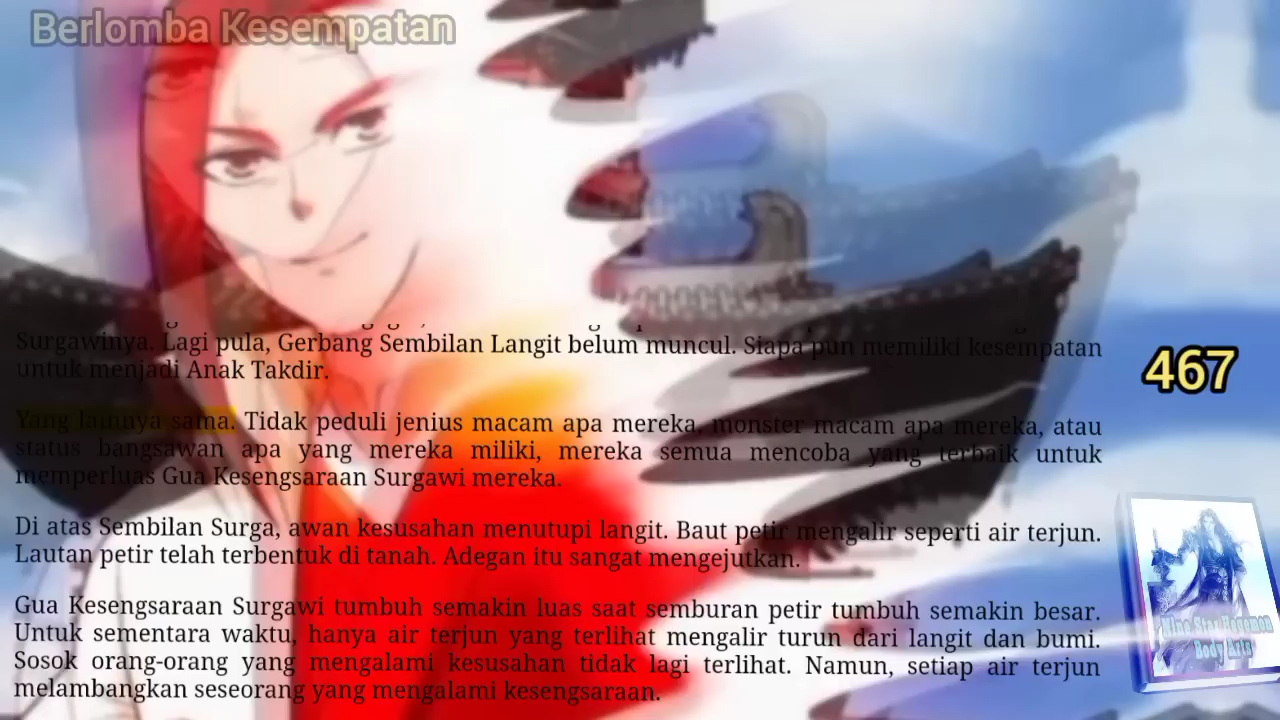 Berlomba Kesempatan
Surgawinya. Lagi pula, Gerbang Sembilan Langit belum muncul. Siapa pun memiliki kesempatan
untuk menjadi Anak Takdir.
Yang lainnya sama. Tidak peduli jenius macam apa mereka, monster macam apa mereka, atau
status bangsawan apa yang mereka miliki, mereka semua mencoba yang terbaik untuk
memperluas Gua Kesengsaraan Surgawi mereka.
Di atas Sembilan Surga, awan kesusahan menutupi langit. Baut petir mengalir seperti air terjun.
Lautan petir telah terbentuk di tanah. Adegan itu sangat mengejutkan.
Gua Kesengsaraan Surgawi tumbuh semakin luas saat semburan petir tumbuh semakin besar.
Untuk sementara waktu, hanya air terjun yang terlihat mengalir turun dari langit dan bumi.
Sosok orang-orang yang mengalami kesusahan tidak lagi terlihat. Namun, setiap air terjun
melambangkan seseorang yang mengalami kesengsaraan.
467
Nine Star Hegemon
Body Arts